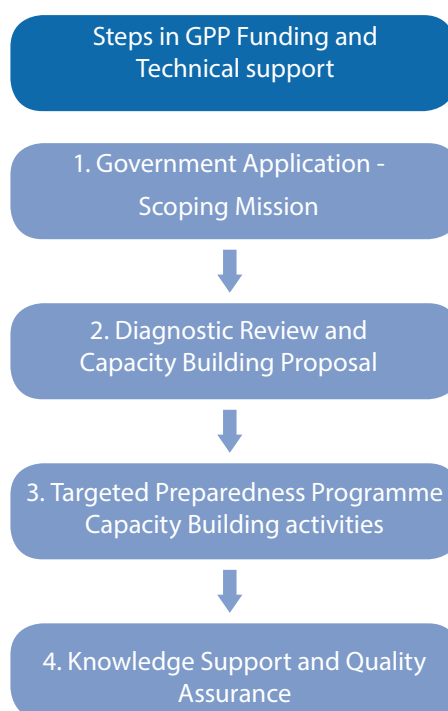 Steps in GPP Funding and
Technical support
1. Government Application -
Scoping Mission
2. Diagnostic Review and
Capacity Building Proposal
3. Targeted Preparedness Programme
Capacity Building activities
4. Knowledge Support and Quality
Assurance